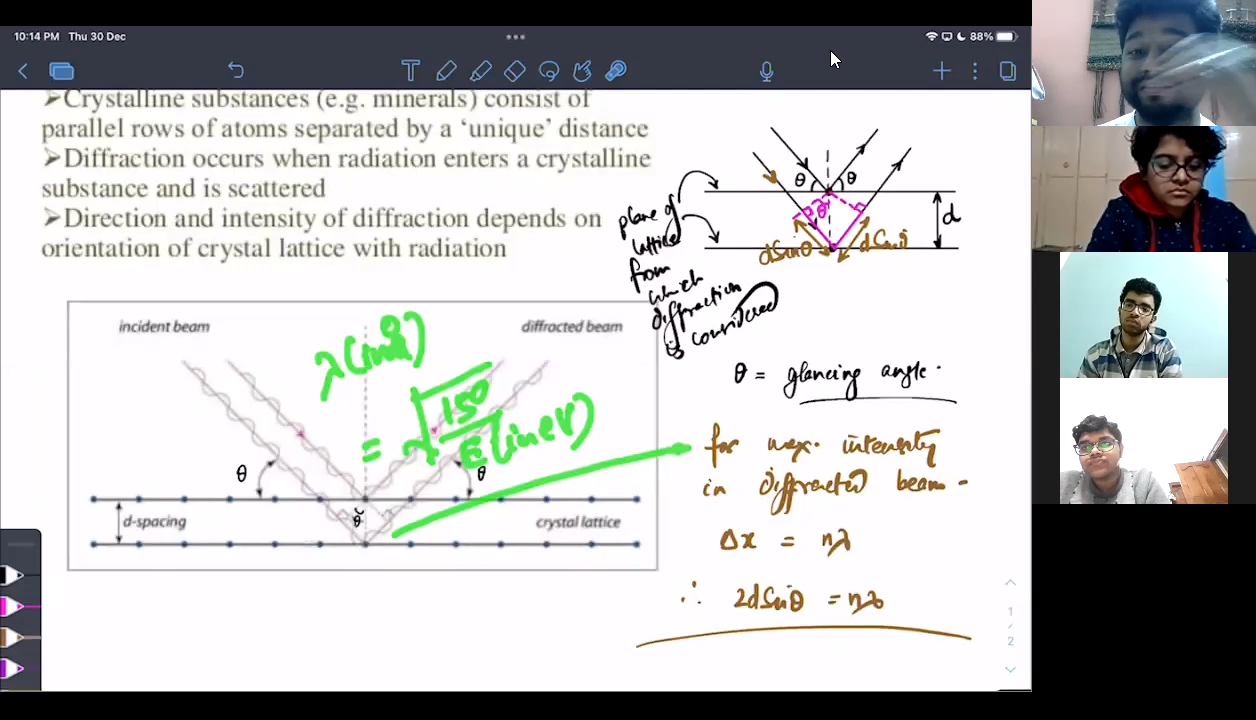 10:14 PM Thu 30 Dec
88%
➤Crystalline substances (e.g. minerals) consist of
parallel rows of atoms separated by a ‘unique’ distance
➤Diffraction occurs when radiation enters a crystalline
substance and is scattered
➤Direction and intensity of diffraction depends on
orientation of crystal lattice with radiation
θ θ
θ
d
dSinθ dSinθ
plane of
lattice
from
which
diffraction
is considered
incident beam
diffracted beam
λ(inÅ)
= √150/E(in eV)
θ θ
d-spacing
θ
crystal lattice
θ = glancing angle.
for max. intensity
in diffracted beam.
Δx = nλ
∴ 2dSinθ = nλ
1
/
2